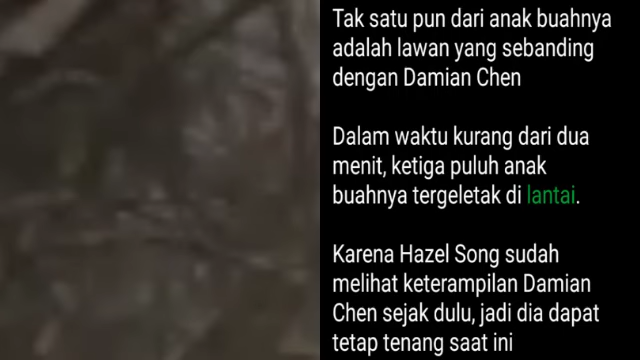 Tak satu pun dari anak buahnya
adalah lawan yang sebanding
dengan Damian Chen
Dalam waktu kurang dari dua
menit, ketiga puluh anak
buahnya tergeletak di lantai.
Karena Hazel Song sudah
melihat keterampilan Damian
Chen sejak dulu, jadi dia dapat
tetap tenang saat ini